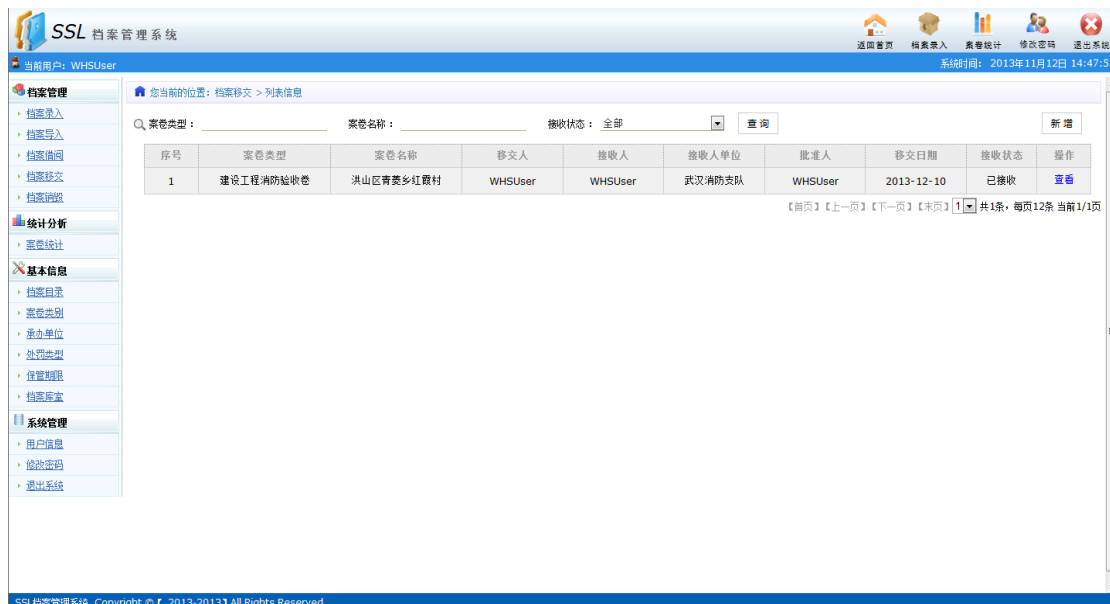 SSL 档案管理系统
返回首页 档案录入 案卷统计 修改密码 退出系统
当前用户：WHSUser 系统时间： 2013年11月12日 14:47:5
档案管理
档案录入
档案导入
档案借阅
档案移交
档案销毁
统计分析
案卷统计
基本信息
档案目录
案卷类别
承办单位
处罚类型
保管期限
档案库室
系统管理
用户信息
修改密码
退出系统
您当前的位置：档案移交 > 列表信息
案卷类型： 案卷名称： 接收状态： 全部 查 询 新 增
序号 案卷类型 案卷名称 移交人 接收人 接收人单位 批准人 移交日期 接收状态 操作
1 建设工程消防验收卷 洪山区青菱乡红霞村 WHSUser WHSUser 武汉消防支队 WHSUser 2013-12-10 已接收 查看
【首页】【上一页】【下一页】【末页】 1 共1条，每页12条 当前1/1页
SSL档案管理系统 Copyright © 【 2013-2013】All Rights Reserved